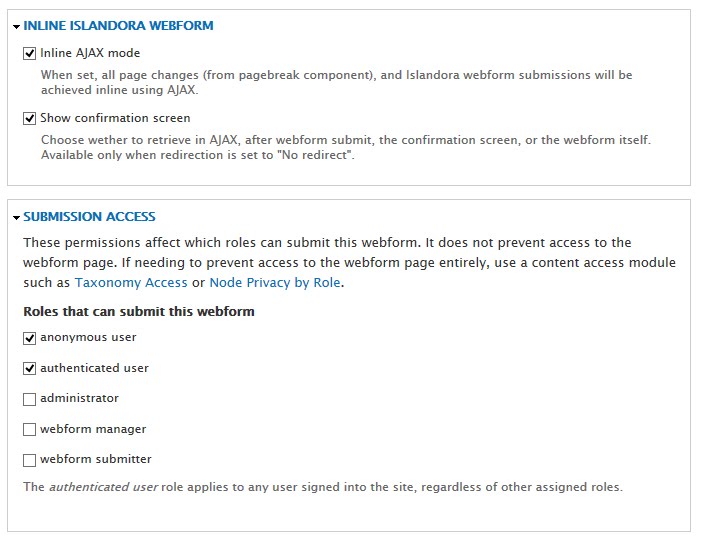 INLINE ISLANDORA WEBFORM
Inline AJAX mode
When set, all page changes (from pagebreak component), and Islandora webform submissions will be
achieved inline using AJAX.
Show confirmation screen
Choose wether to retrieve in AJAX, after webform submit, the confirmation screen, or the webform itself.
Available only when redirection is set to "No redirect".
SUBMISSION ACCESS
These permissions affect which roles can submit this webform. It does not prevent access to the
webform page. If needing to prevent access to the webform page entirely, use a content access module
such as Taxonomy Access or Node Privacy by Role.
Roles that can submit this webform
anonymous user
authenticated user
administrator
webform manager
webform submitter
The authenticated user role applies to any user signed into the site, regardless of other assigned roles.